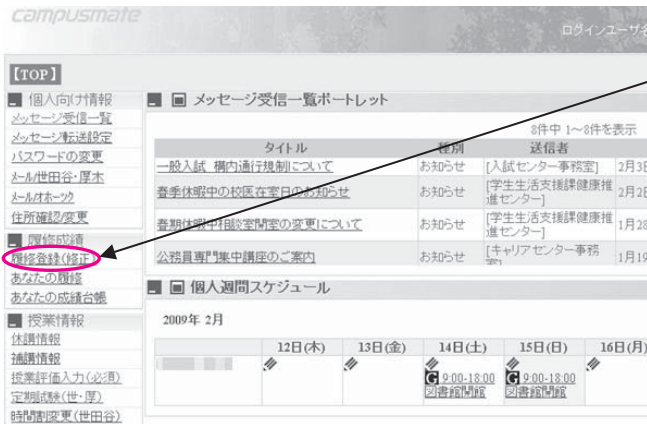 campusmate
ログインユーザ名
【TOP】
個人向け情報
メッセージ受信一覧
メッセージ転送設定
パスワードの変更
メール/世田谷・厚木
メール/オホーツク
住所確認/変更
履修成績
履修登録(修正)
あなたの履修
あなたの成績台帳
授業情報
休講情報
補講情報
授業評価入力(必須)
定期試験(世・厚)
時間割変更(世田谷)
メッセージ受信一覧ポートレット
8件中 1～8件を表示
タイトル 種別 送信者
一般入試 構内通行規制について お知らせ [入試センター事務室] 2月3日
春季休暇中の校医在室日のお知らせ お知らせ [学生生活支援課健康推進センター] 2月2日
春期休暇中相談室開室の変更について お知らせ [学生生活支援課健康推進センター] 1月28
公務員専門集中講座のご案内 お知らせ [キャリアセンター事務室] 1月19
個人週間スケジュール
2009年 2月
12日(木) 13日(金) 14日(土) 15日(日) 16日(月)
G 9:00-18:00 G 9:00-18:00
図書館開館 図書館開館